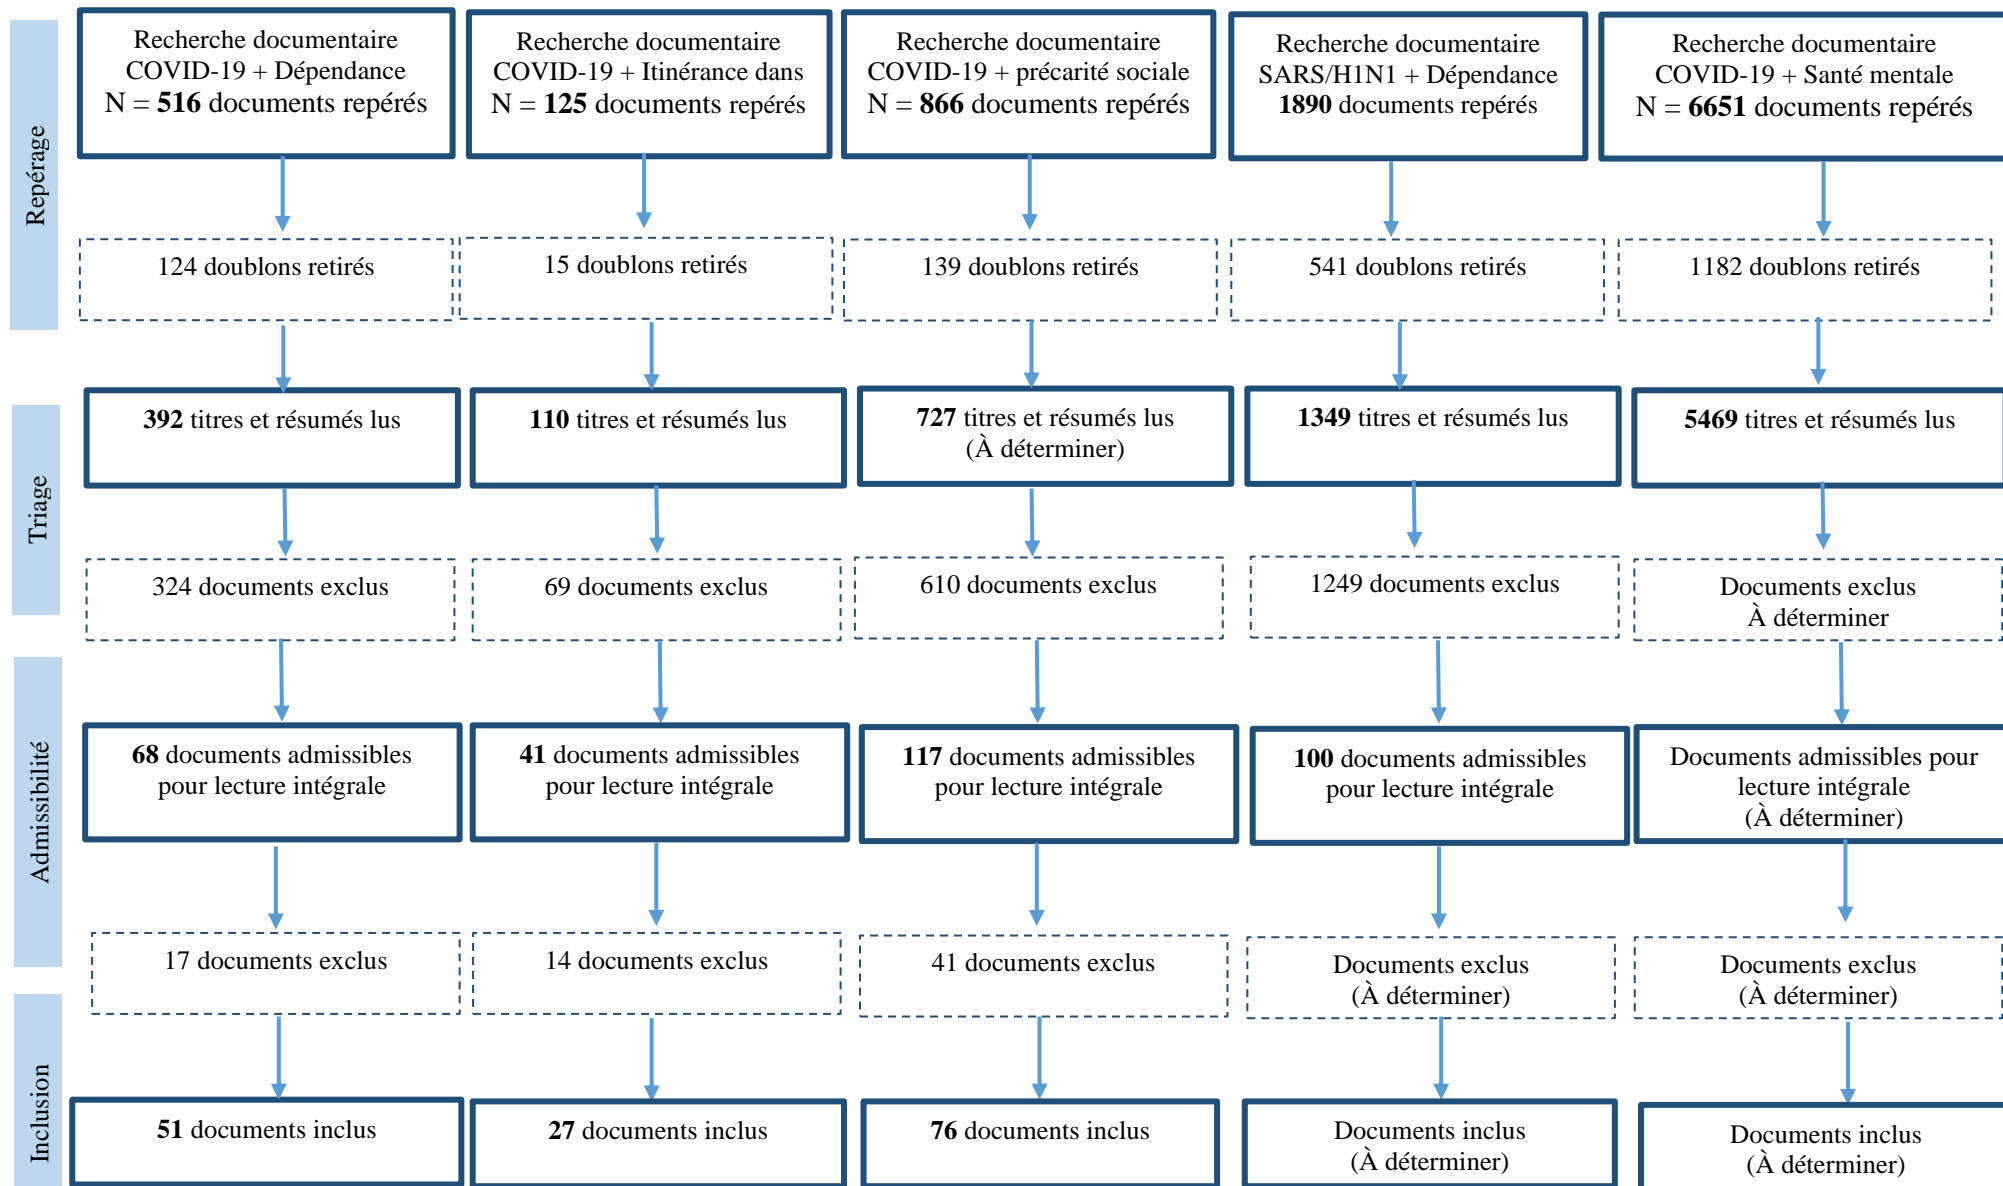 Repérage
Recherche documentaire
COVID-19 + Dépendance
N = 516 documents repérés
Recherche documentaire
COVID-19 + Itinérance dans
N = 125 documents repérés
Recherche documentaire
COVID-19 + précarité sociale
N = 866 documents repérés
Recherche documentaire
SARS/H1N1 + Dépendance
1890 documents repérés
Recherche documentaire
COVID-19 + Santé mentale
N = 6651 documents repérés
124 doublons retirés
15 doublons retirés
139 doublons retirés
541 doublons retirés
1182 doublons retirés
Triage
392 titres et résumés lus
110 titres et résumés lus
727 titres et résumés lus
(À déterminer)
1349 titres et résumés lus
5469 titres et résumés lus
324 documents exclus
69 documents exclus
610 documents exclus
1249 documents exclus
Documents exclus
À déterminer
Admissibilité
68 documents admissibles
pour lecture intégrale
41 documents admissibles
pour lecture intégrale
117 documents admissibles
pour lecture intégrale
100 documents admissibles
pour lecture intégrale
Documents admissibles pour
lecture intégrale
(À déterminer)
17 documents exclus
14 documents exclus
41 documents exclus
Documents exclus
(À déterminer)
Documents exclus
(À déterminer)
Inclusion
51 documents inclus
27 documents inclus
76 documents inclus
Documents inclus
(À déterminer)
Documents inclus
(À déterminer)